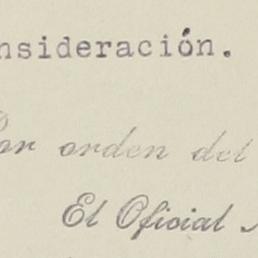 nsideración.
Por orden del
El Oficial